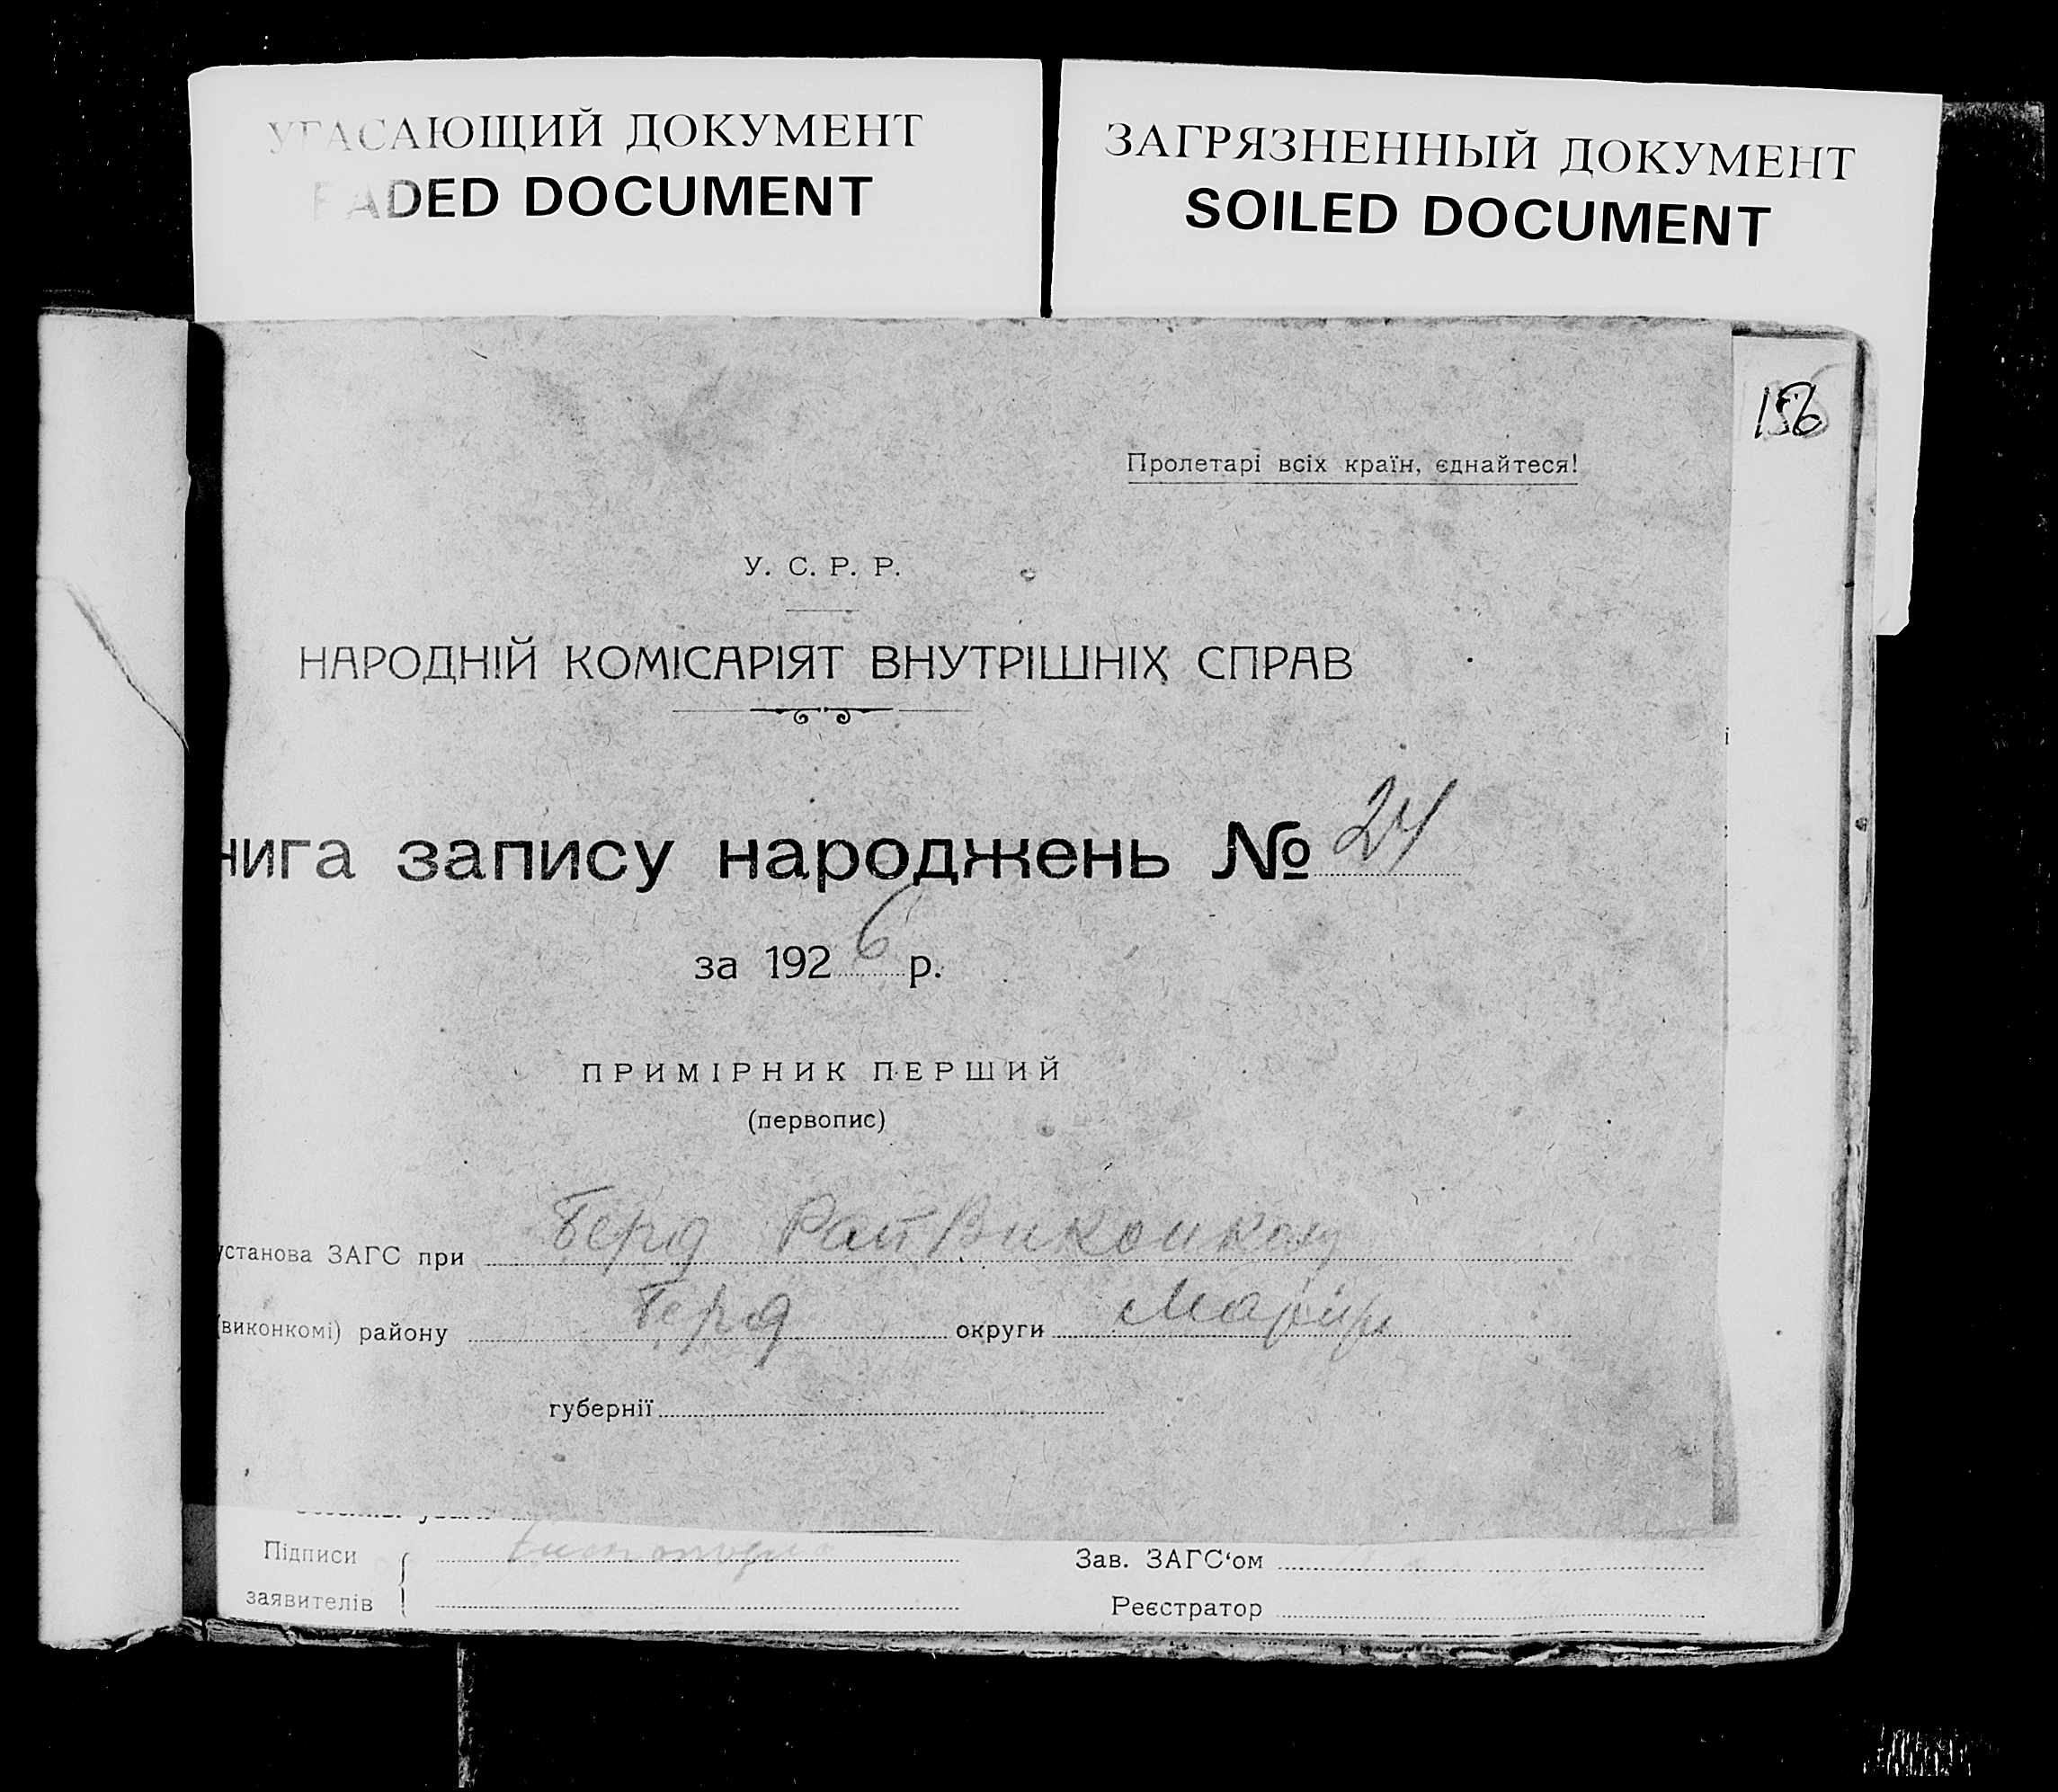 УГАСАЮЩИЙ ДОКУМЕНТ
FADED DOCUMENT
ЗАГРЯЗНЕННЫЙ ДОКУМЕНТ
SOILED DOCUMENT
156
Пролетарі всіх країн, єднайтеся!
У. С. Р. Р.
НАРОДНІЙ КОМІСАРІЯТ ВНУТРІШНІХ СПРАВ
нига запису народжень № 24
за 1926 р.
ПРИМІРНИК ПЕРШИЙ
(первопис)
установа ЗАГС при Берд РайВиконкому
(виконкомі) району Берд округи Маріуп
губернії
Підписи
заявителів
Зав. ЗАГС‘ом
Реєстратор